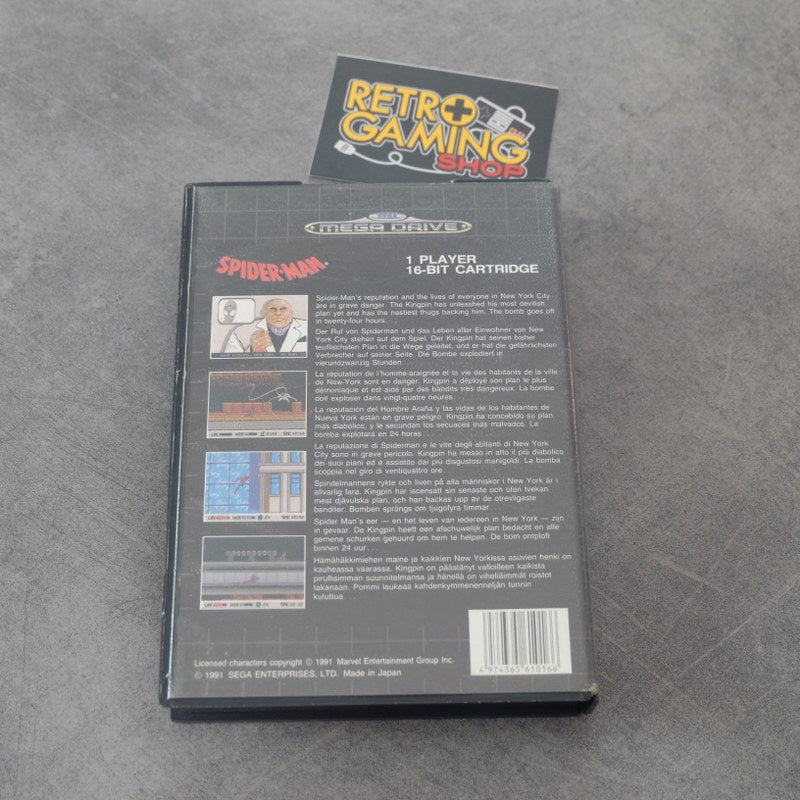 RETRO
GAMING
SHOP
SEGA
MEGA DRIVE
SPIDER-MAN
1 PLAYER
16-BIT CARTRIDGE
Spider-Man's reputation and the lives of everyone in New York City
are in grave danger. The Kingpin has unleashed his most devilish
plan yet and has the nastiest thugs backing him. The bomb goes off
in twenty-four hours. . .
Der Ruf von Spiderman und das Leben aller Einwohner von New
York City stehen auf dem Spiel. Der Kingpin hat seinen bisher
teuflischsten Plan in die Wege geleitet, und er hat die gefährlichsten
Verbrecher auf seiner Seite. Die Bombe explodiert in
vierundzwanzig Stunden. . .
La réputation de l'homme-araignée et la vie des habitants de la ville
de New-York sont en danger. Kingpin a déployé son plan le plus
démoniaque et est aidé par des bandits très dangereux. La bombe
doit exploser dans vingt-quatre heures. . .
La reputación del Hombre Araña y las vidas de los habitantes de
Nueva York están en grave peligro. Kingpin ha concebido su plan
más diabólico, y le secundan los secuaces más malvados. La
bomba explotará en 24 horas . . .
La reputazione di Spiderman e le vite degli abitanti di New York
City sono in grave pericolo. Kingpin ha messo in atto il più diabolico
dei suoi piani ed è assistito dai più disgustosi manigoldi. La bomba
scoppia nel giro di ventiquattro ore. . .
Spindelmannens rykte och liven på alla människor i New York är i
allvarlig fara. Kingpin har iscensatt sin senaste och utan tvekan
mest djävulska plan, och han backas upp av de otrevligaste
banditer. Bomben sprängs om tjugofyra timmar. . .
Spider Man's eer — en het leven van iedereen in New York — zijn
in gevaar. De Kingpin heeft een afschuwelijk plan bedacht en alle
gemene schurken gehuurd om hem te helpen. De bom ontploft
binnen 24 uur. . .
Hämähäkkimiehen maine ja kaikkien New Yorkissa asuvien henki on
kauheassa vaarassa. Kingpin on päästänyt valloilleen kaikista
pirullisimman suunnitelmansa ja hänellä on viheliäimmät roistot
takanaan. Pommi laukeaa kahdenkymmenenneljän tunnin
kuluttua. . .
Licensed characters copyright © 1991 Marvel Entertainment Group Inc.
© 1991 SEGA ENTERPRISES, LTD. Made in Japan
4 974365 610166